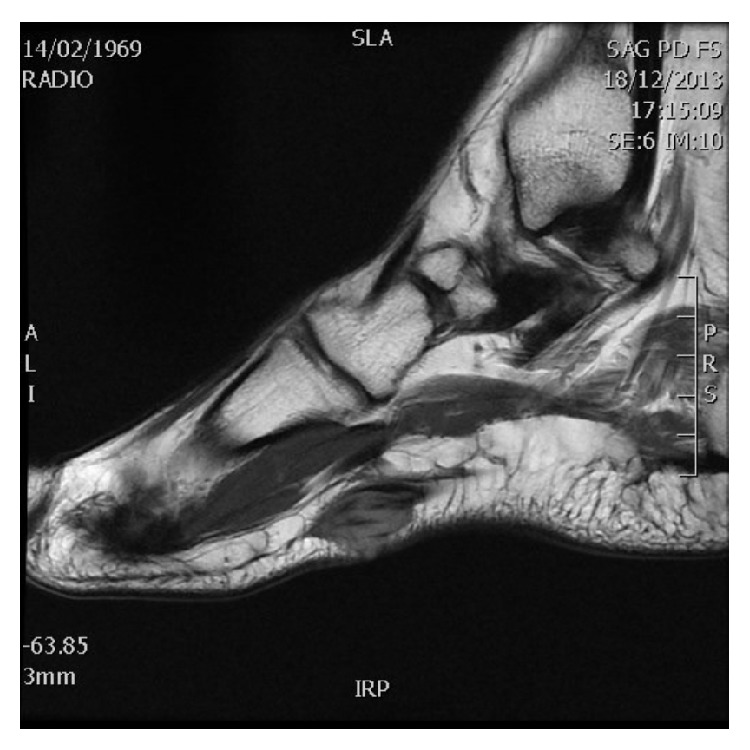 14/02/1969
RADIO
SLA
SAG PD FS
18/12/2013
17:15:09
SE:6 IM:10
A
L
I
P
R
S
-63.85
3mm
IRP